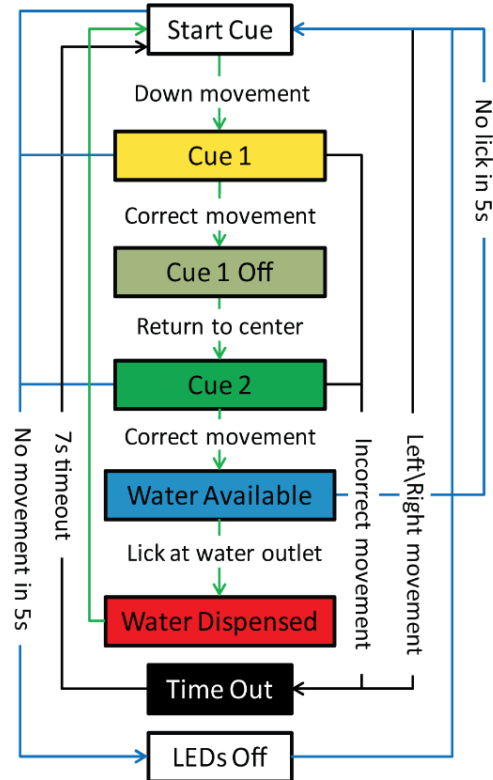 Start Cue
Down movement
Cue 1
Correct movement
Cue 1 Off
Return to center
Cue 2
Correct movement
Water Available
Lick at water outlet
Water Dispensed
Time Out
LEDs Off
No movement in 5s
7s timeout
Incorrect movement
Left\Right movement
No lick in 5s